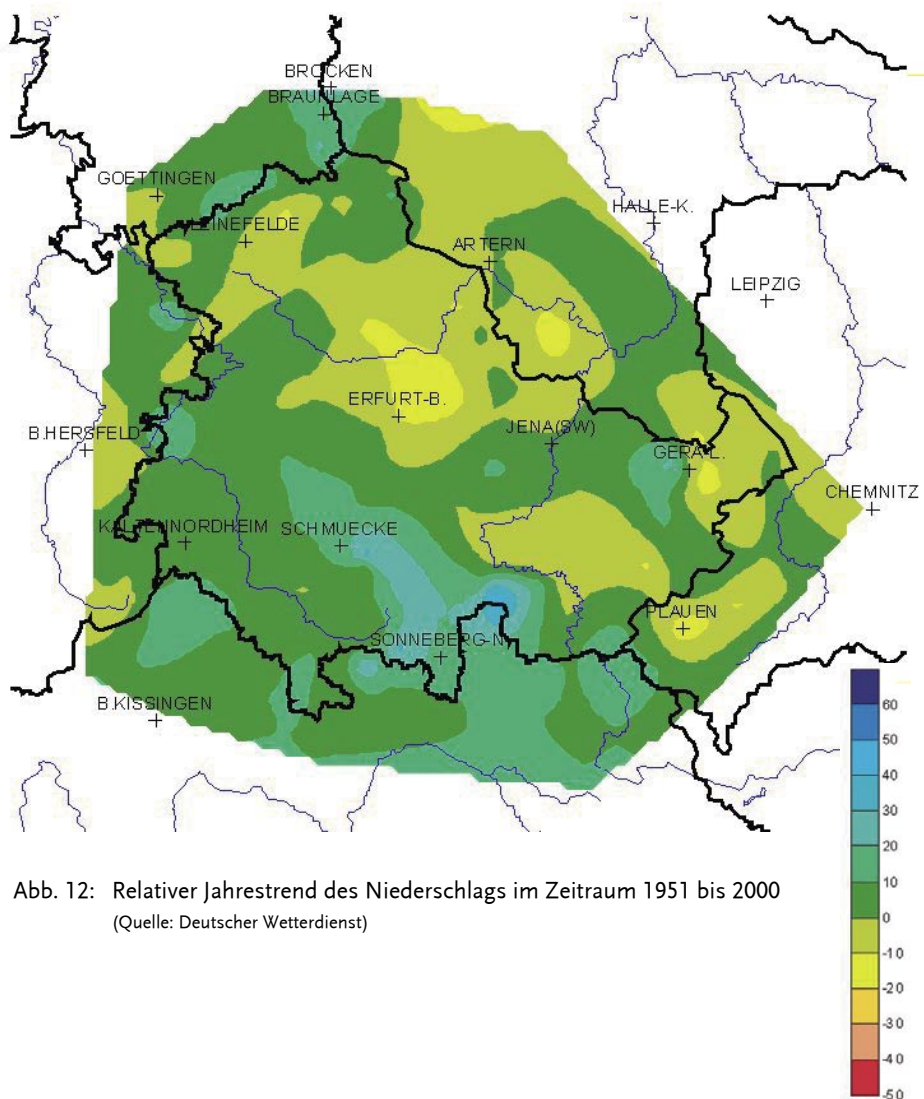 BROCKEN
BRAUNLAGE
GOETTINGEN
HALLE-K.
LEINEFELDE
ARTERN
LEIPZIG
ERFURT-B.
JENA(SW)
B.HERSFELD
GERA-L.
CHEMNITZ
KALTENNORDHEIM
SCHMUECKE
PLAUEN
SONNEBERG-N.
B.KISSINGEN
60
50
40
30
20
10
0
-10
-20
-30
-40
-50
Abb. 12: Relativer Jahrestrend des Niederschlags im Zeitraum 1951 bis 2000
(Quelle: Deutscher Wetterdienst)